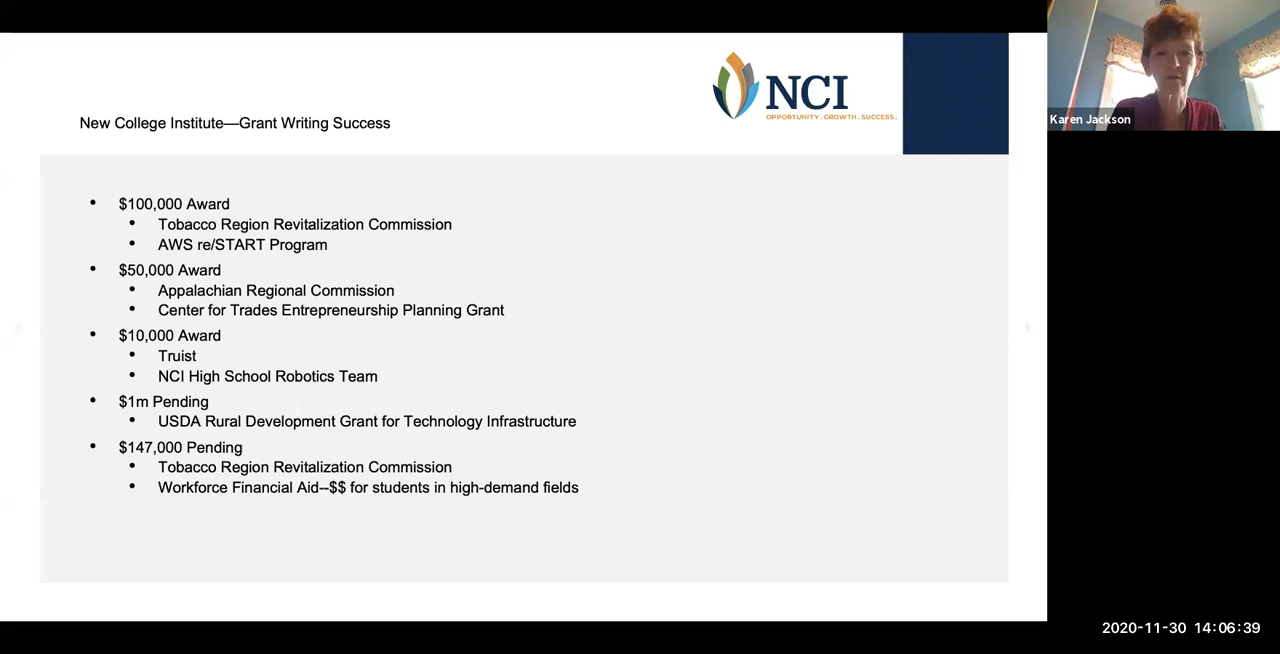 NCI
OPPORTUNITY. GROWTH. SUCCESS.
New College Institute—Grant Writing Success
Karen Jackson
• $100,000 Award
• Tobacco Region Revitalization Commission
• AWS re/START Program
• $50,000 Award
• Appalachian Regional Commission
• Center for Trades Entrepreneurship Planning Grant
• $10,000 Award
• Truist
• NCI High School Robotics Team
• $1m Pending
• USDA Rural Development Grant for Technology Infrastructure
• $147,000 Pending
• Tobacco Region Revitalization Commission
• Workforce Financial Aid--$$ for students in high-demand fields
2020-11-30 14:06:39